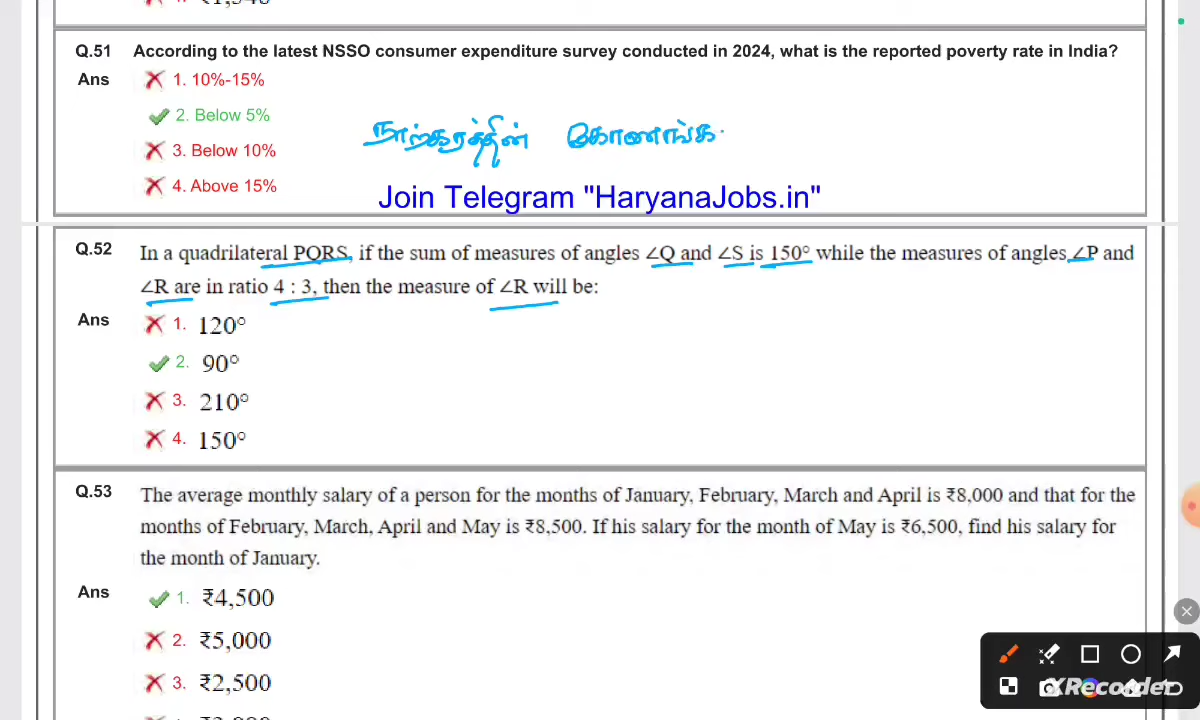 Q.51 According to the latest NSSO consumer expenditure survey conducted in 2024, what is the reported poverty rate in India?
Ans 1. 10%-15%
2. Below 5%
3. Below 10%
4. Above 15%
நாற்கரத்தின் கோணங்க
Join Telegram "HaryanaJobs.in"
Q.52 In a quadrilateral PQRS, if the sum of measures of angles ∠Q and ∠S is 150° while the measures of angles ∠P and
∠R are in ratio 4 : 3, then the measure of ∠R will be:
Ans 1. 120°
2. 90°
3. 210°
4. 150°
Q.53 The average monthly salary of a person for the months of January, February, March and April is ₹8,000 and that for the
months of February, March, April and May is ₹8,500. If his salary for the month of May is ₹6,500, find his salary for
the month of January.
Ans 1. ₹4,500
2. ₹5,000
3. ₹2,500
XRecorder